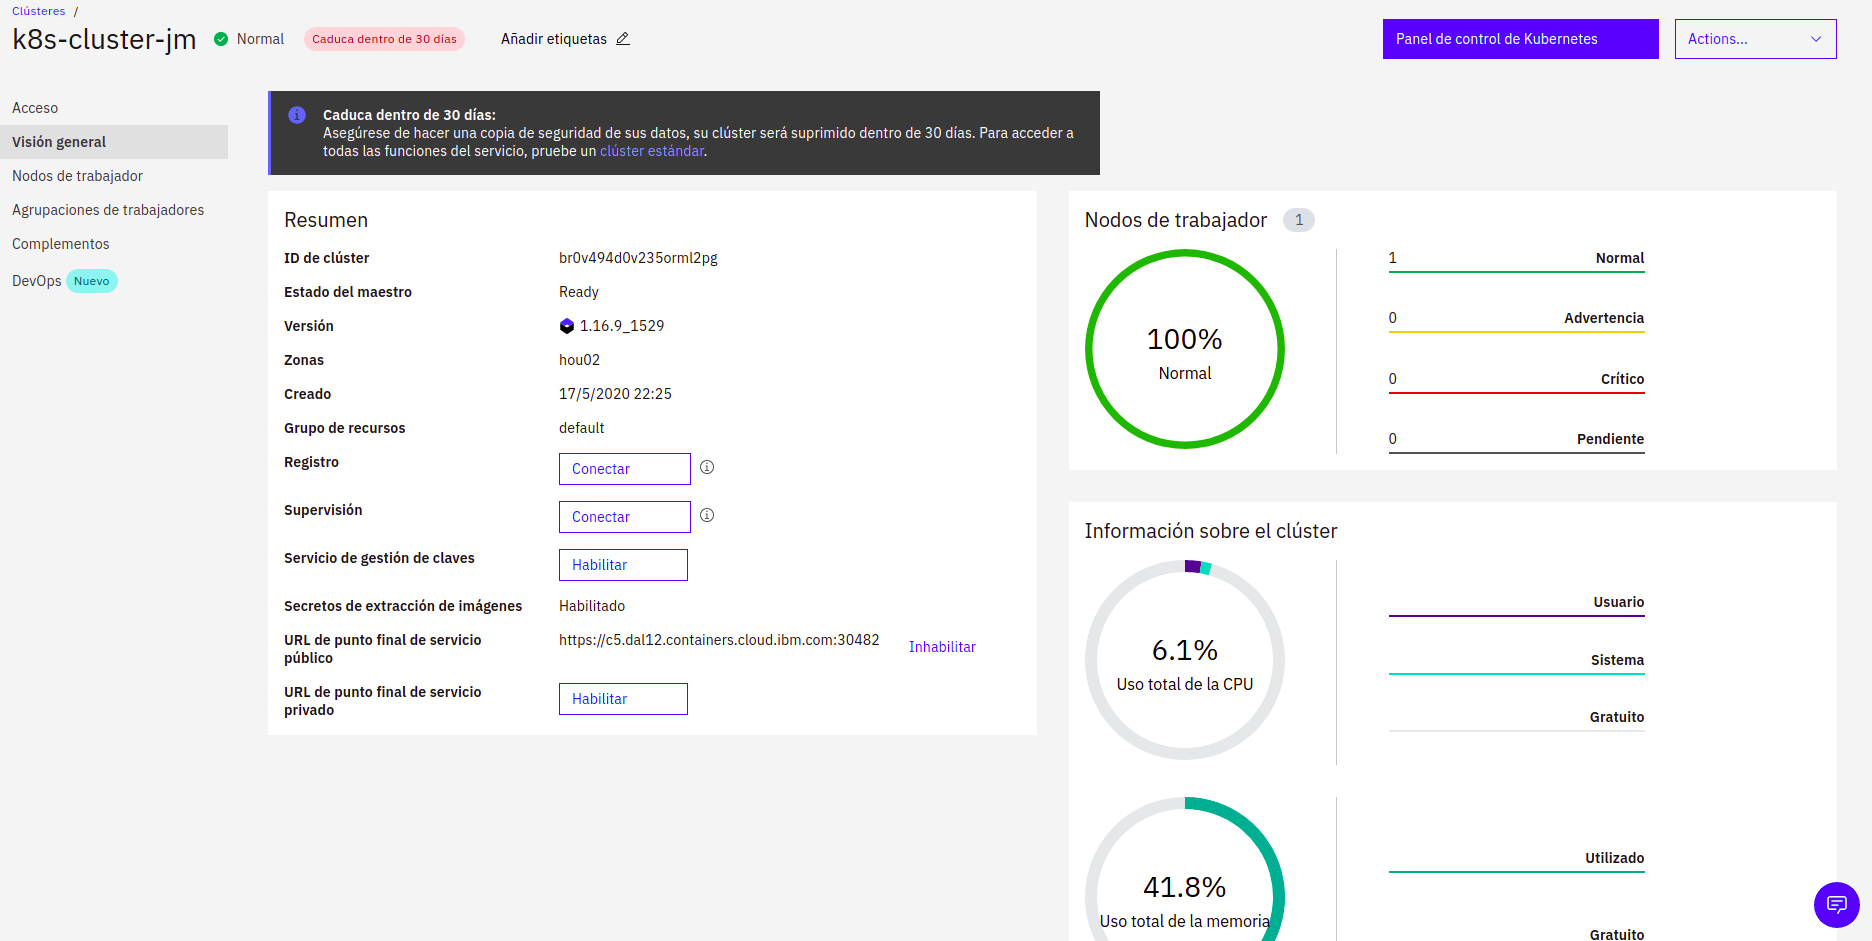 Clústeres /
k8s-cluster-jm
Normal
Caduca dentro de 30 días
Añadir etiquetas
Panel de control de Kubernetes
Actions...
Acceso
Visión general
Nodos de trabajador
Agrupaciones de trabajadores
Complementos
DevOps Nuevo
Caduca dentro de 30 días:
Asegúrese de hacer una copia de seguridad de sus datos, su clúster será suprimido dentro de 30 días. Para acceder a
todas las funciones del servicio, pruebe un clúster estándar.
Resumen
ID de clúster br0v494d0v235orml2pg
Estado del maestro Ready
Versión 1.16.9_1529
Zonas hou02
Creado 17/5/2020 22:25
Grupo de recursos default
Registro Conectar
Supervisión Conectar
Servicio de gestión de claves Habilitar
Secretos de extracción de imágenes Habilitado
URL de punto final de servicio https://c5.dal12.containers.cloud.ibm.com:30482 Inhabilitar
público
URL de punto final de servicio Habilitar
privado
Nodos de trabajador 1
100%
Normal
1 Normal
0 Advertencia
0 Crítico
0 Pendiente
Información sobre el clúster
6.1%
Uso total de la CPU
Usuario
Sistema
Gratuito
41.8%
Uso total de la memoria
Utilizado
Gratuito